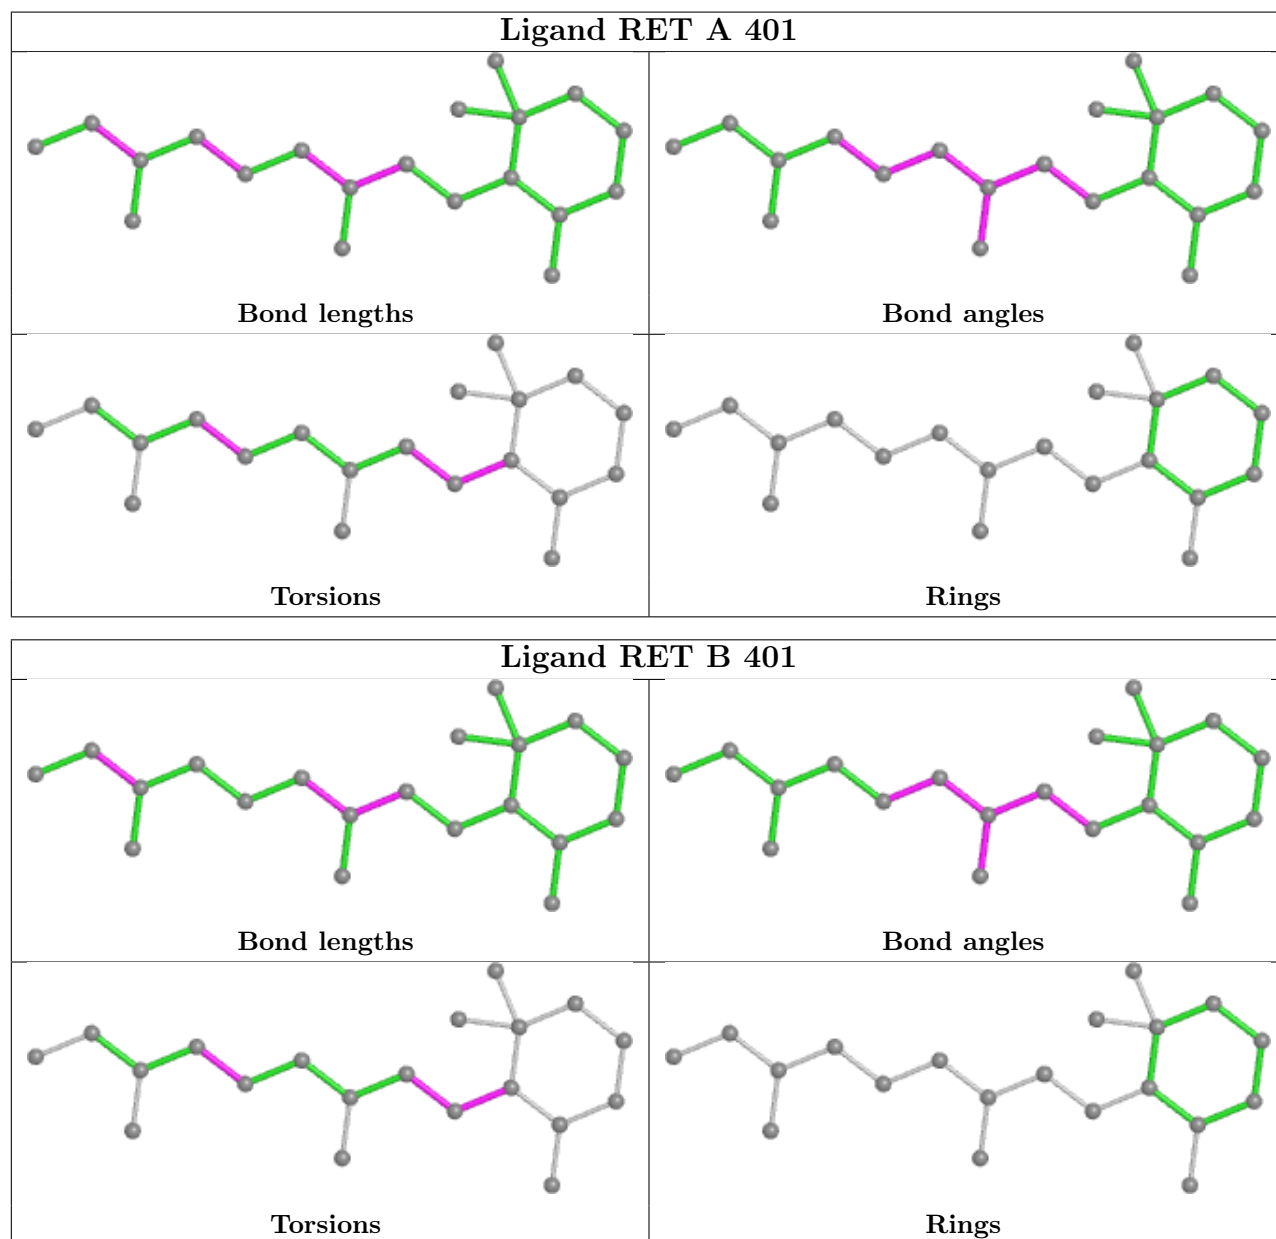 Ligand RET A 401
Bond lengths
Bond angles
Torsions
Rings
Ligand RET B 401
Bond lengths
Bond angles
Torsions
Rings